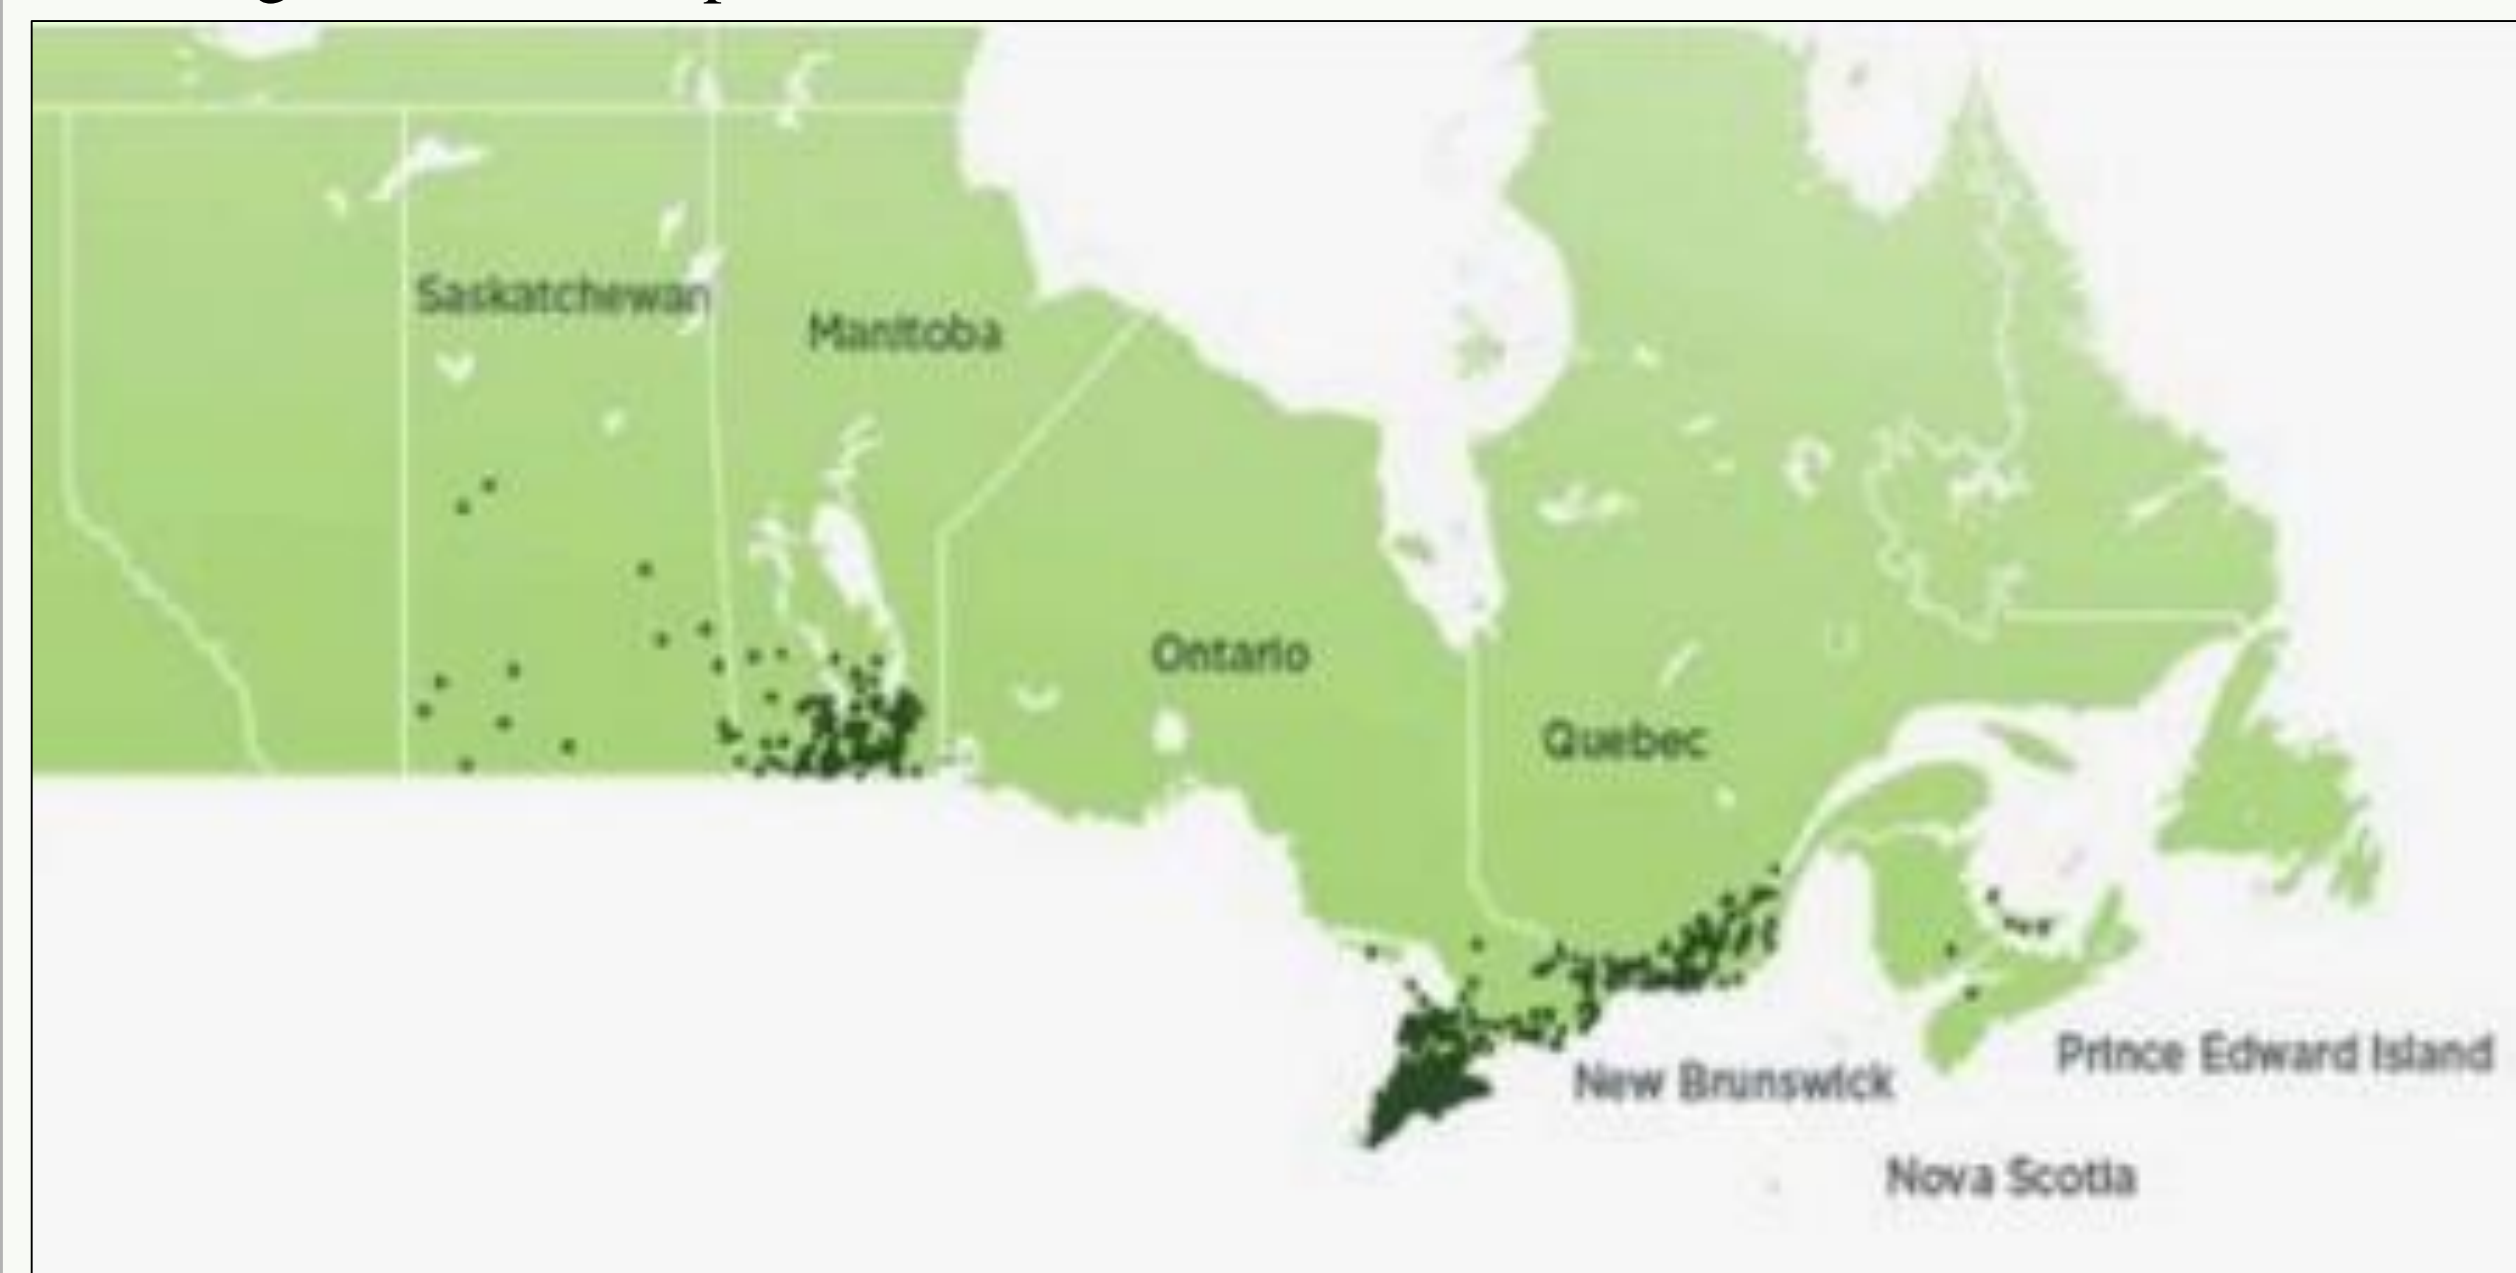 Saskatchewan
Manitoba
Ontario
Quebec
New Brunswick
Prince Edward Island
Nova Scotia